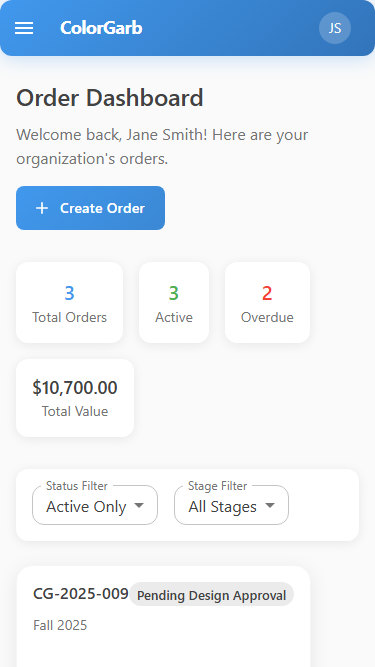 ColorGarb
JS
Order Dashboard
Welcome back, Jane Smith! Here are your
organization's orders.
Create Order
3
Total Orders
3
Active
2
Overdue
$10,700.00
Total Value
Status Filter
Active Only
Stage Filter
All Stages
CG-2025-009
Pending Design Approval
Fall 2025